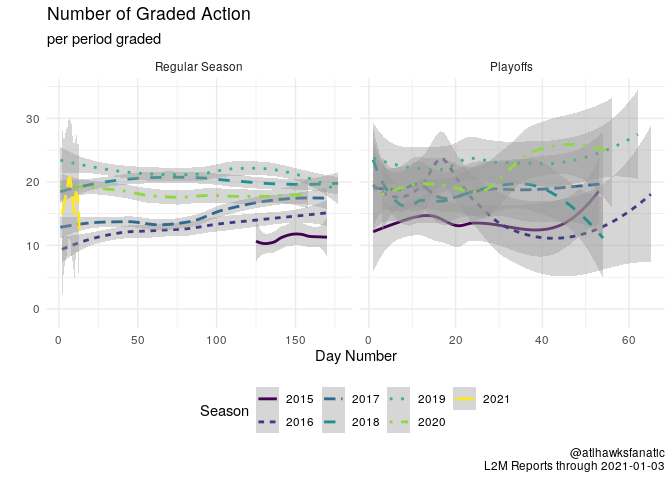 Number of Graded Action
per period graded
Regular Season
Playoffs
30
20
10
0
0 50 100 150
0 20 40 60
Day Number
Season
2015 2017 2019 2021
2016 2018 2020
@atlhawksfanatic
L2M Reports through 2021-01-03